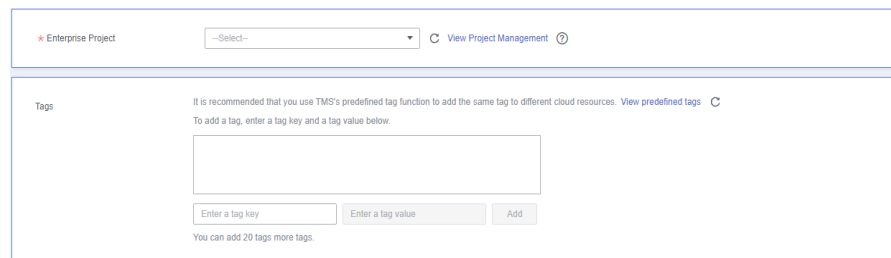 * Enterprise Project --Select-- View Project Management ?
Tags It is recommended that you use TMS's predefined tag function to add the same tag to different cloud resources. View predefined tags
To add a tag, enter a tag key and a tag value below.
Enter a tag key Enter a tag value Add
You can add 20 tags more tags.